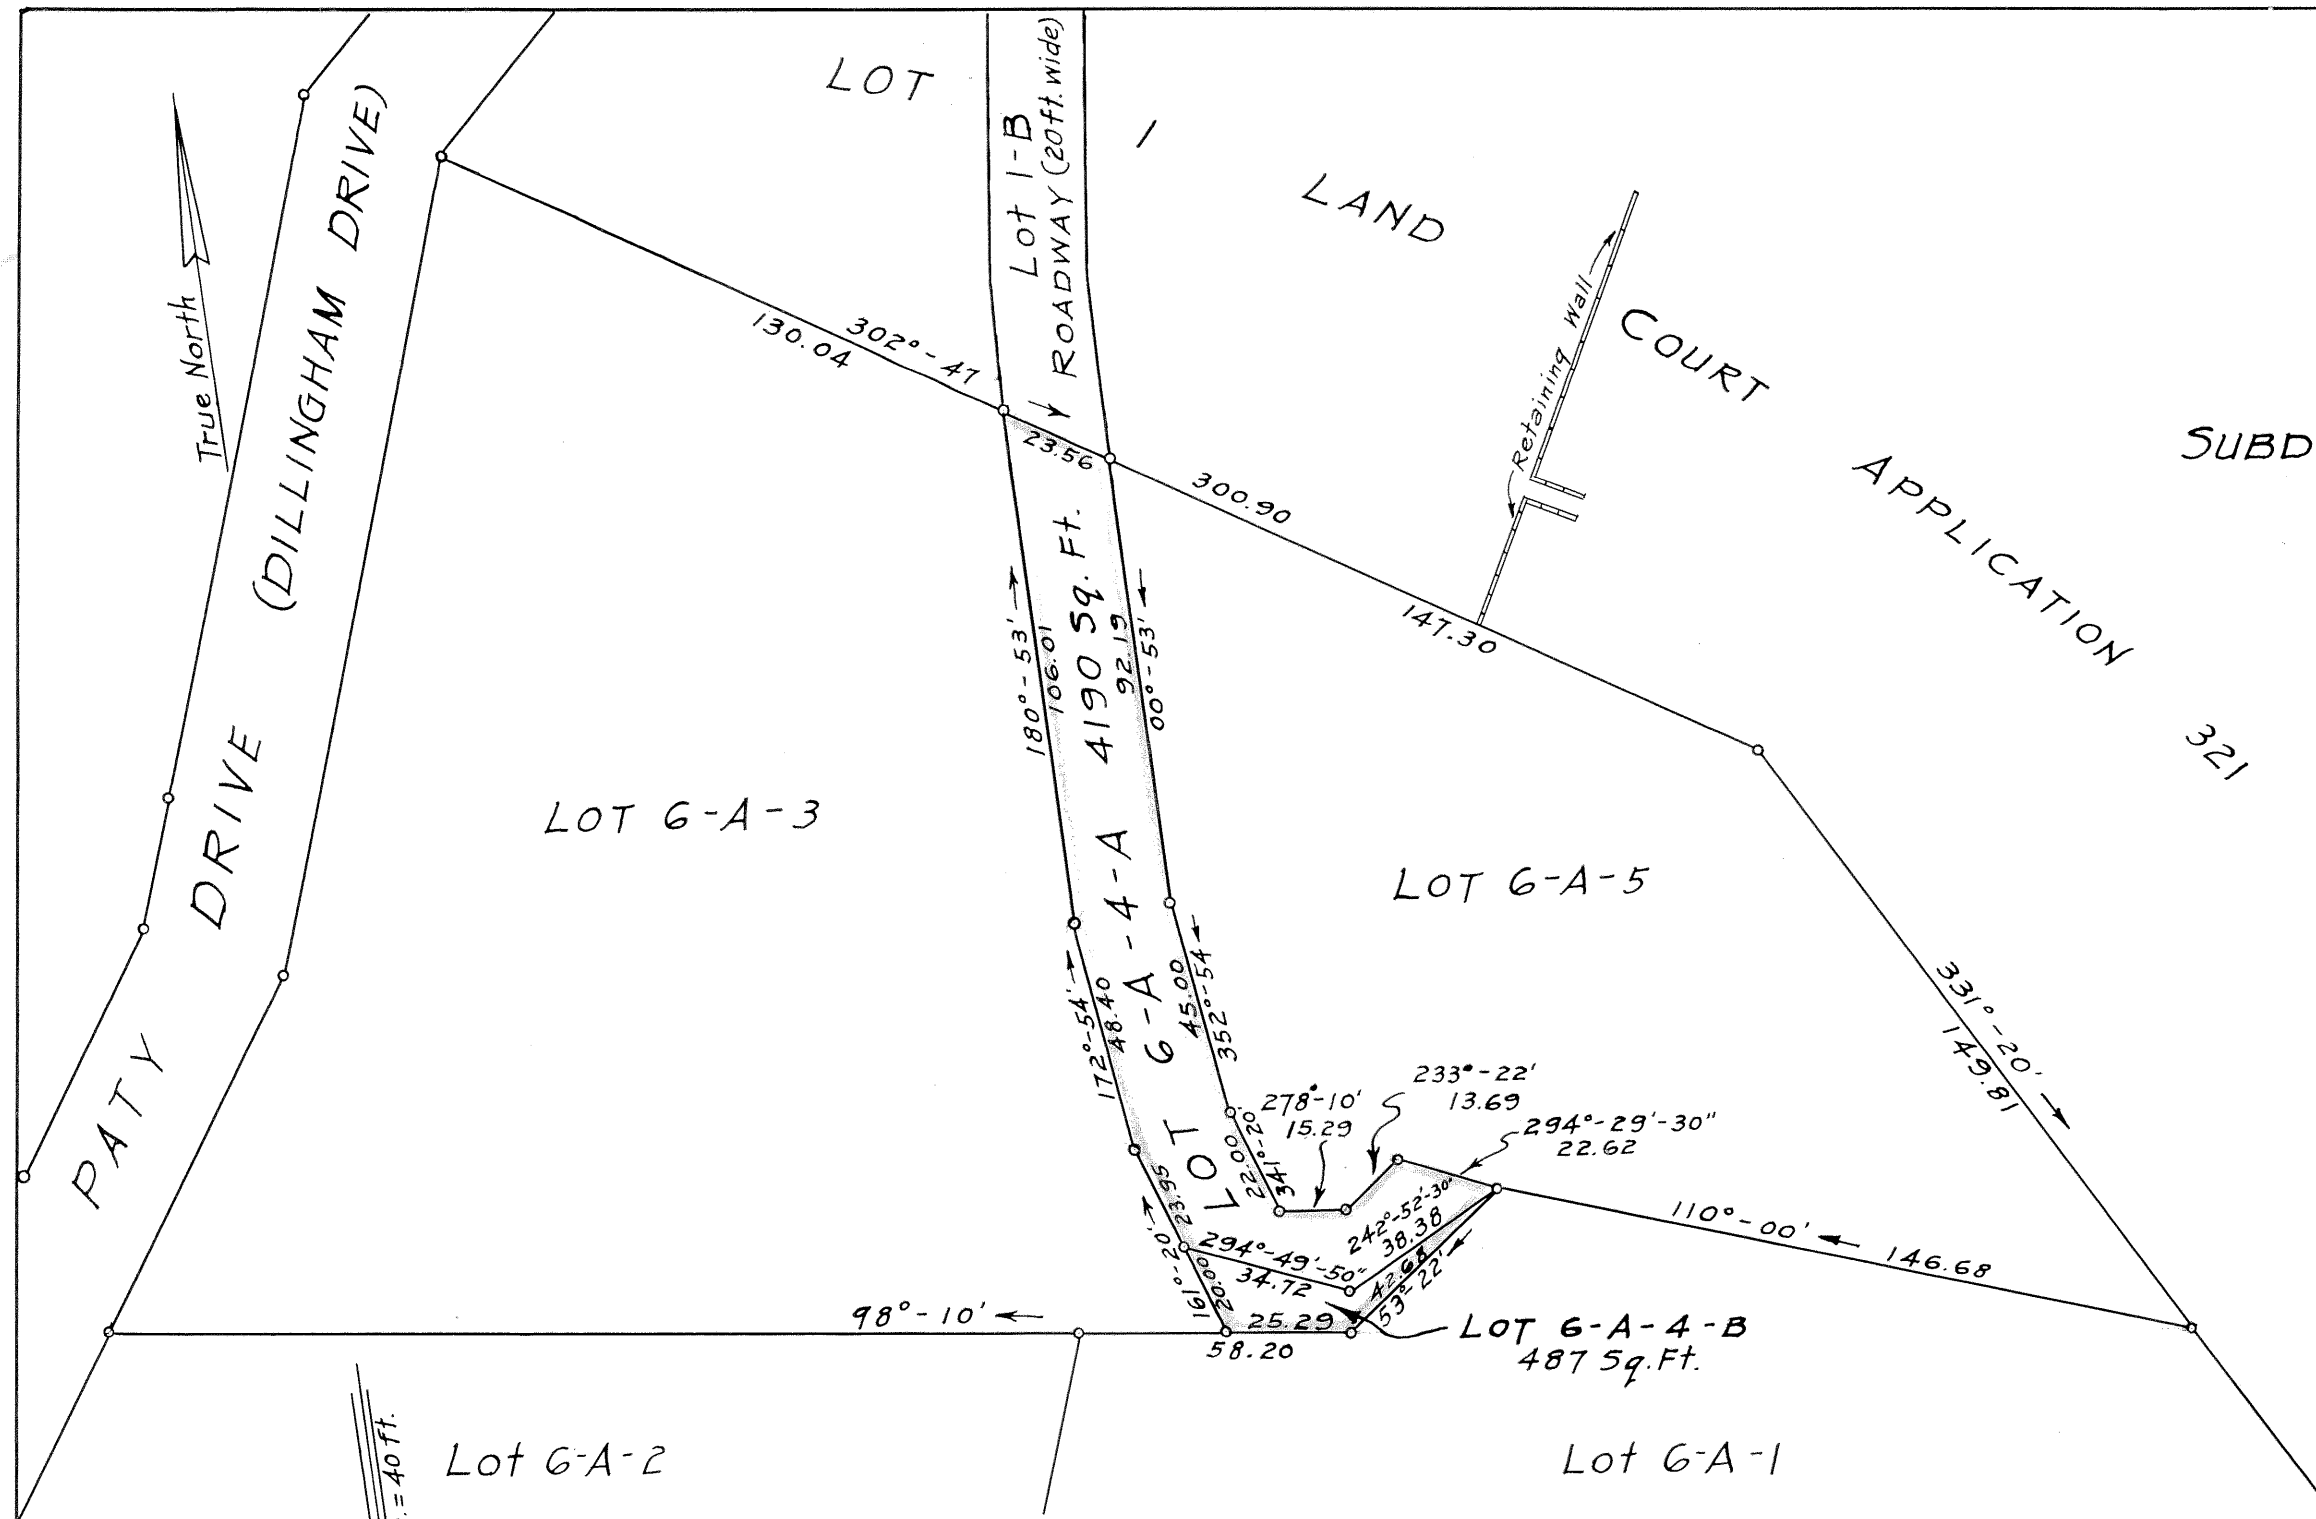 LOT 1
LAND COURT APPLICATION 321
SUBD
Lot 1-B
ROADWAY (20ft. wide)
True North
PATY DRIVE (DILLINGHAM DRIVE)
302°-47
130.04
23.56
300.90
147.30
Retaining Wall
180°-53'
106.01
4190 Sq. Ft.
92.19
00°-53'
LOT 6-A-3
LOT 6-A-4-A
LOT 6-A-5
331°-20'
149.81
172°-54'
48.40
45.00
352°-54'
278°-10'
15.29
233°-22'
13.69
294°-29'-30"
22.62
22.00
341°-20'
23.95
161°-20'
20.00
294°-49'-50"
34.72
242°-52'-30"
38.38
42.68
53°-22'
110°-00'
146.68
98°-10'
25.29
58.20
LOT 6-A-4-B
487 Sq. Ft.
= 40 ft.
Lot 6-A-2
Lot 6-A-1